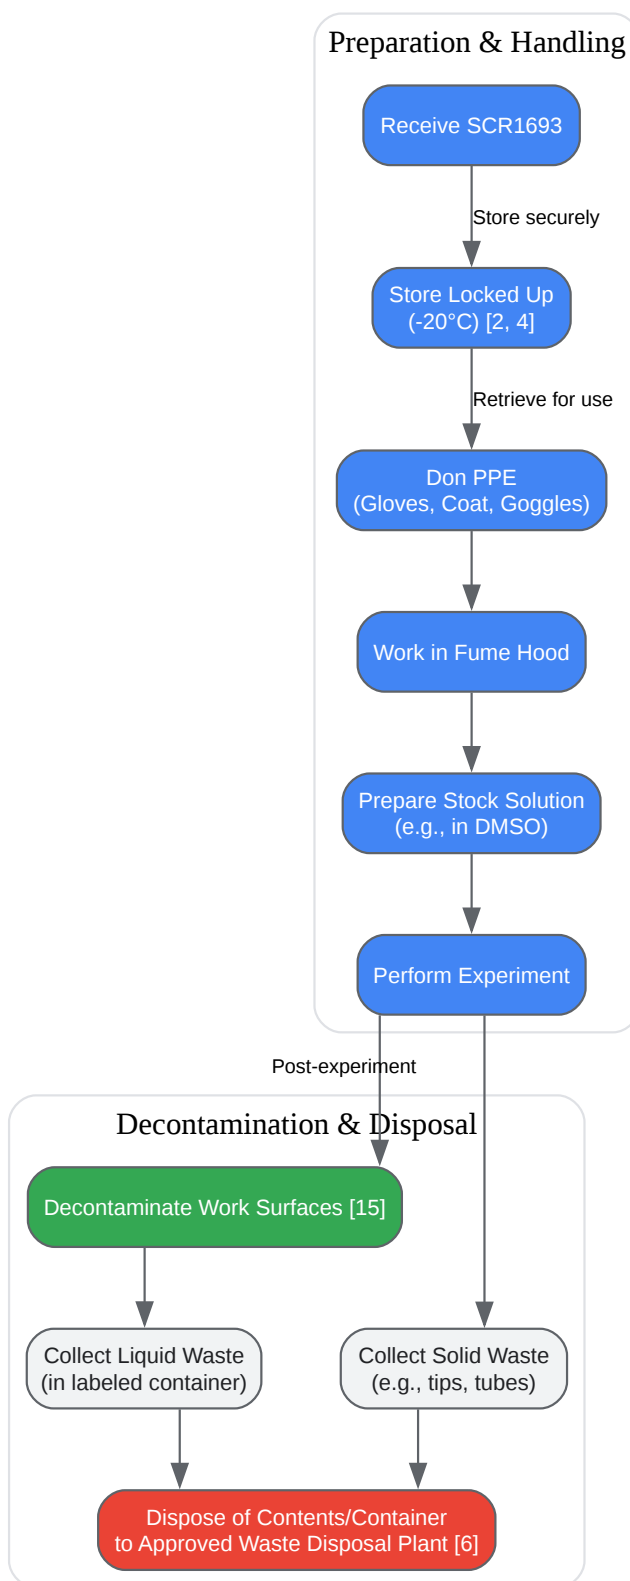 Preparation & Handling
Receive SCR1693
Store securely
Store Locked Up
(-20°C) [2, 4]
Retrieve for use
Don PPE
(Gloves, Coat, Goggles)
Work in Fume Hood
Prepare Stock Solution
(e.g., in DMSO)
Perform Experiment
Post-experiment
Decontamination & Disposal
Decontaminate Work Surfaces [15]
Collect Liquid Waste
(in labeled container)
Collect Solid Waste
(e.g., tips, tubes)
Dispose of Contents/Container
to Approved Waste Disposal Plant [6]